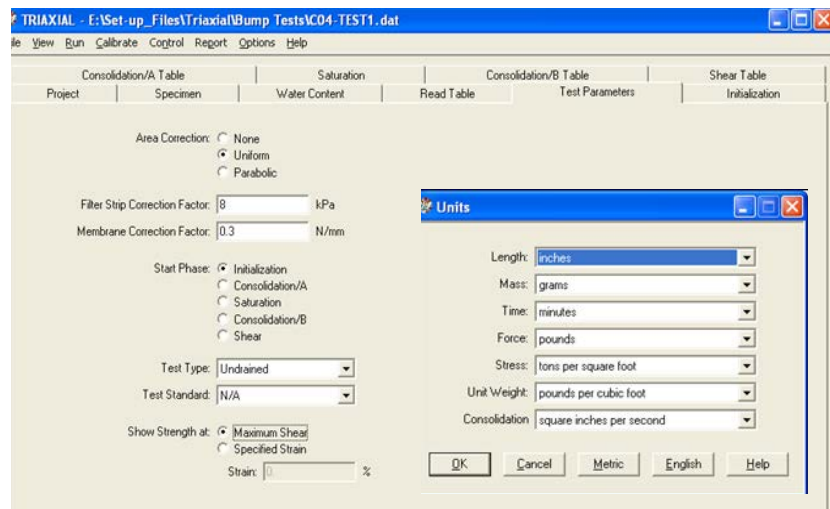 TRIAXIAL - E:\Set-up_Files\Triaxial\Bump Tests\C04-TEST1.dat
ile View Run Calibrate Control Report Options Help
Consolidation/A Table Saturation Consolidation/B Table Shear Table
Project Specimen Water Content Read Table Test Parameters Initialization
Area Correction: None
Uniform
Parabolic
Filter Strip Correction Factor: 8 kPa
Membrane Correction Factor: 0.3 N/mm
Start Phase: Initialization
Consolidation/A
Saturation
Consolidation/B
Shear
Test Type: Undrained
Test Standard: N/A
Show Strength at: Maximum Shear
Specified Strain
Strain: 0 %
Units
Length: inches
Mass: grams
Time: minutes
Force: pounds
Stress: tons per square foot
Unit Weight: pounds per cubic foot
Consolidation square inches per second
OK Cancel Metric English Help